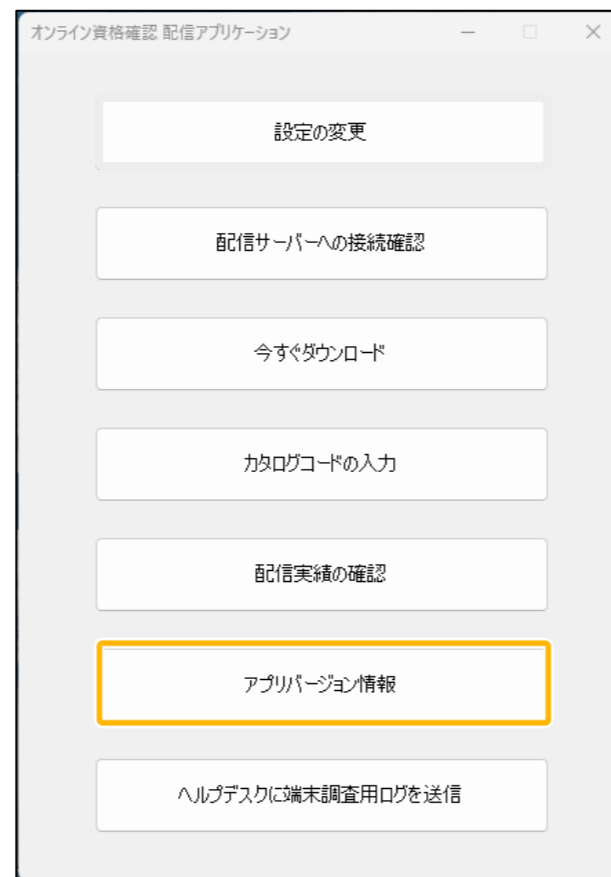 オンライン資格確認 配信アプリケーション
設定の変更
配信サーバーへの接続確認
今すぐダウンロード
カタログコードの入力
配信実績の確認
アプリバージョン情報
ヘルプデスクに端末調査用ログを送信